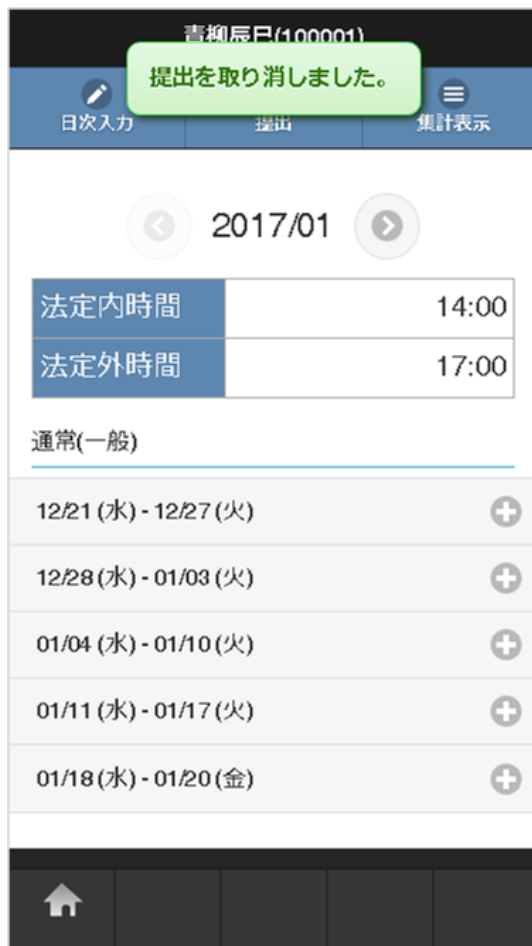 青柳辰巳(100001)
提出を取り消しました。
日次入力
提出
集計表示
2017/01
法定内時間 14:00
法定外時間 17:00
通常(一般)
12/21 (水) - 12/27 (火)
12/28 (水) - 01/03 (火)
01/04 (水) - 01/10 (火)
01/11 (水) - 01/17 (火)
01/18 (水) - 01/20 (金)